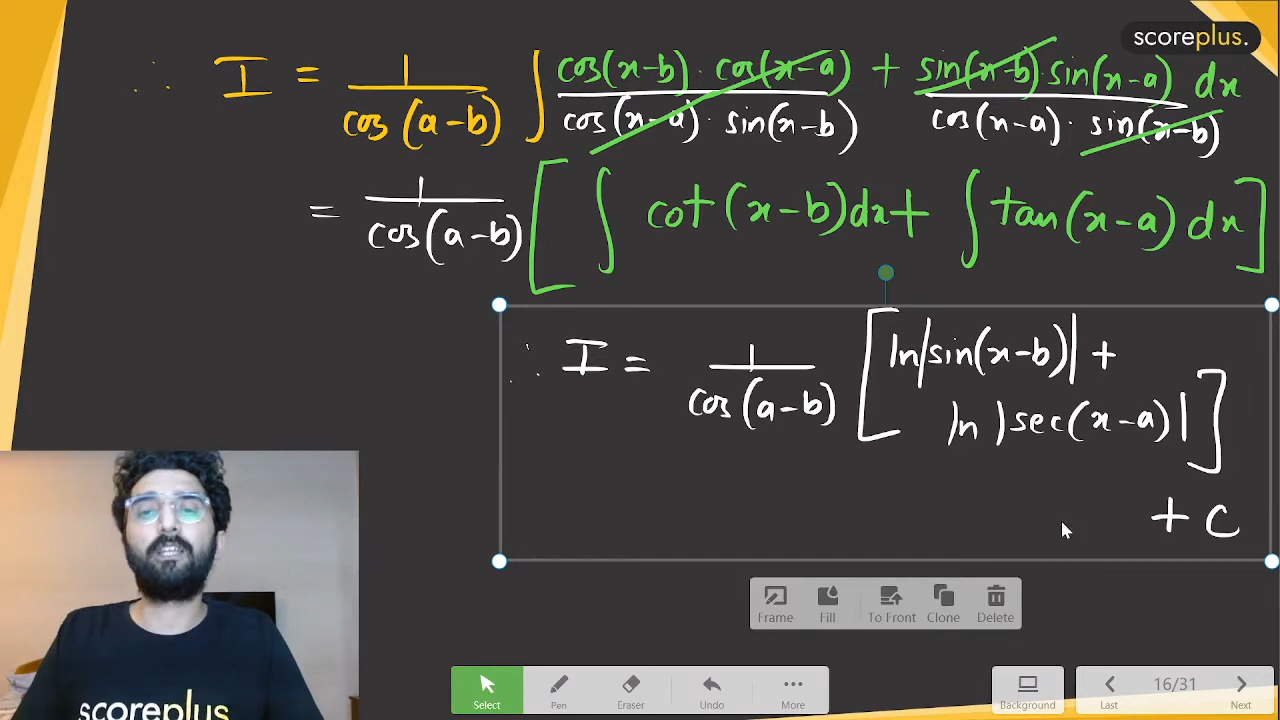 scoreplus.
∴ I = 1/cos(a-b) ∫ cos(x-b)·cos(x-a)/cos(x-a)·sin(x-b) + sin(x-b)sin(x-a)/cos(x-a)·sin(x-b) dx
= 1/cos(a-b) [ ∫ cot(x-b)dx + ∫ tan(x-a) dx ]
∴ I = 1/cos(a-b) [ ln|sin(x-b)| +
ln |sec(x-a)| ]
+ c
Frame Fill To Front Clone Delete
scoreplus
Select Pen Eraser Undo More Background Last 16/31 Next